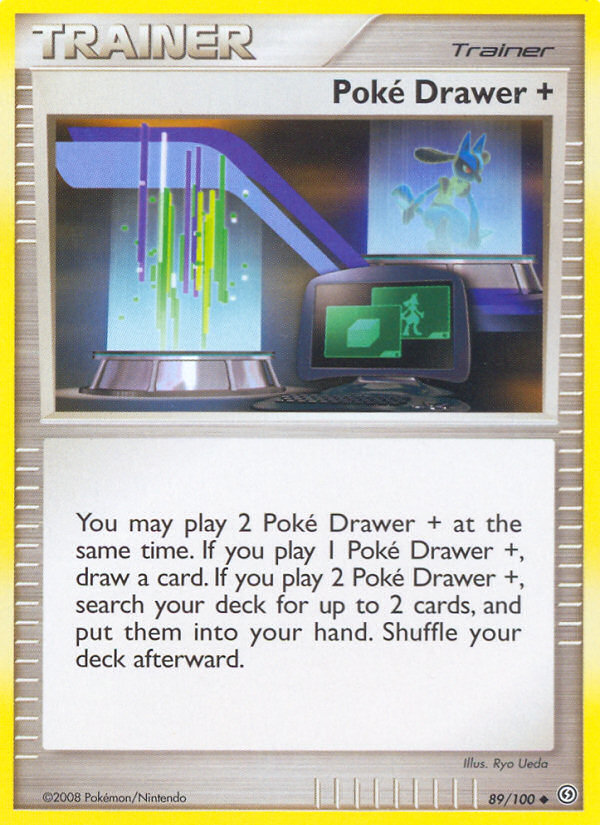 TRAINER
Trainer
Poké Drawer +
You may play 2 Poké Drawer + at the
same time. If you play 1 Poké Drawer +,
draw a card. If you play 2 Poké Drawer +,
search your deck for up to 2 cards, and
put them into your hand. Shuffle your
deck afterward.
Illus. Ryo Ueda
©2008 Pokémon/Nintendo
89/100